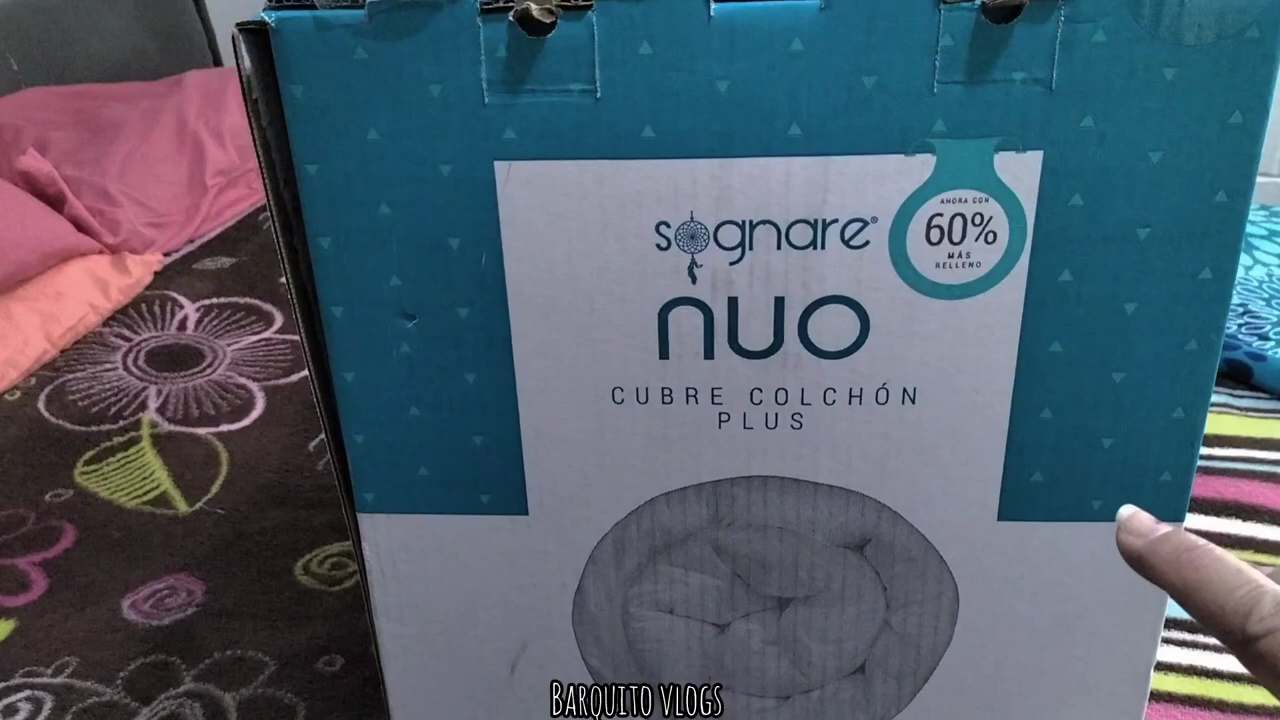 sognare®
AHORA CON
60%
MÁS
RELLENO
nuo
CUBRE COLCHÓN
PLUS
BARQUITO VLOGS